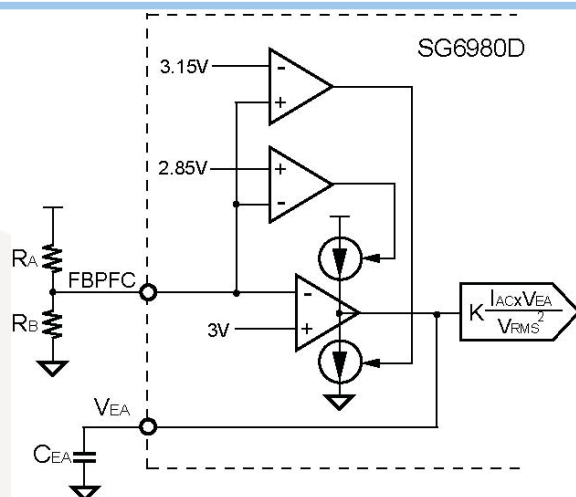 SG6980D
3.15V
-
+
2.85V
+
-
RA
FBPFC
RB
-
3V
+
K IACxVEA
VRMS2
VEA
CEA